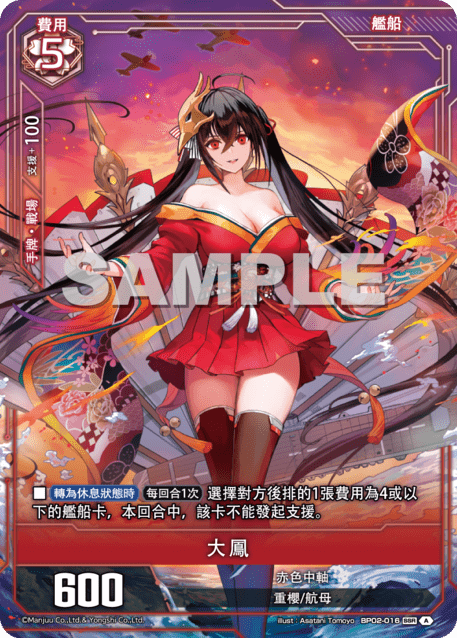 費用
5
艦船
手牌・戰場 / 支援+100
SAMPLE
■ 轉為休息狀態時 每回合1次 選擇對方後排的1張費用為4或以
下的艦船卡，本回合中，該卡不能發起支援。
大鳳
600
赤色中軸
重櫻/航母
©Manjuu Co.,Ltd.& Yongshi Co.,Ltd.
illust : Asatani Tomoyo BP02-016 SSR A